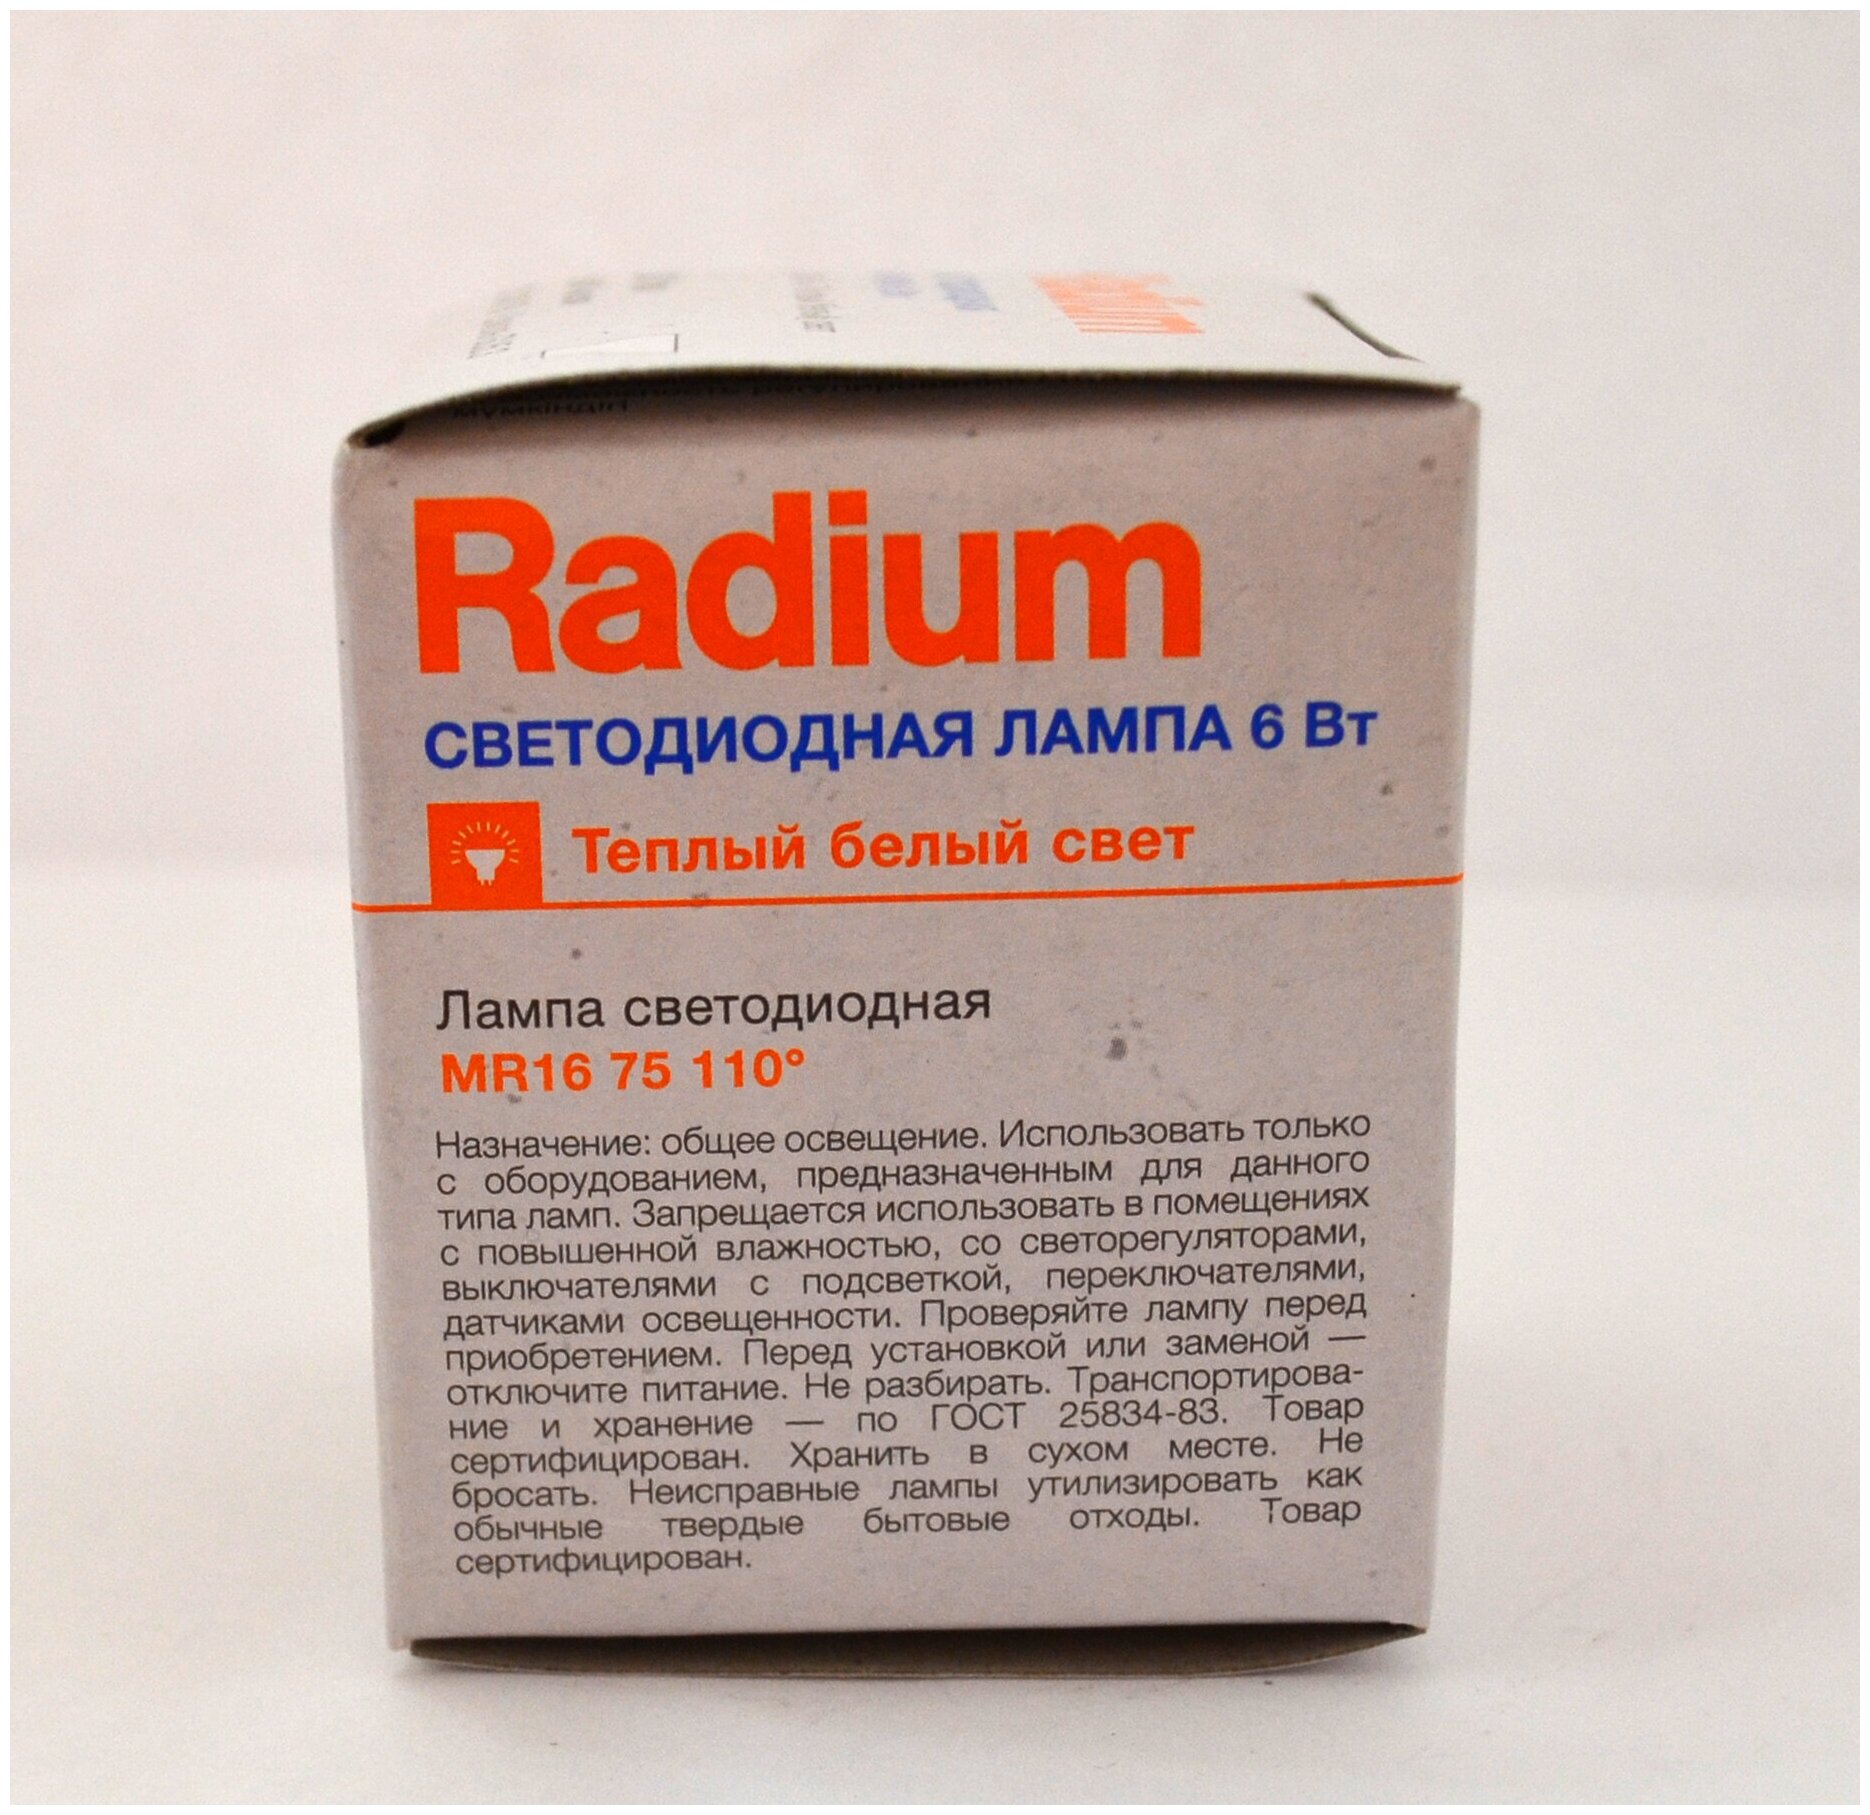 Radium
СВЕТОДИОДНАЯ ЛАМПА 6 Вт
Теплый белый свет
Лампа светодиодная
MR16 75 110°
Назначение: общее освещение. Использовать только
с оборудованием, предназначенным для данного
типа ламп. Запрещается использовать в помещениях
с повышенной влажностью, со светорегуляторами,
выключателями с подсветкой, переключателями,
датчиками освещенности. Проверяйте лампу перед
приобретением. Перед установкой или заменой —
отключите питание. Не разбирать. Транспортирова-
ние и хранение — по ГОСТ 25834-83. Товар
сертифицирован. Хранить в сухом месте. Не
бросать. Неисправные лампы утилизировать как
обычные твердые бытовые отходы. Товар
сертифицирован.